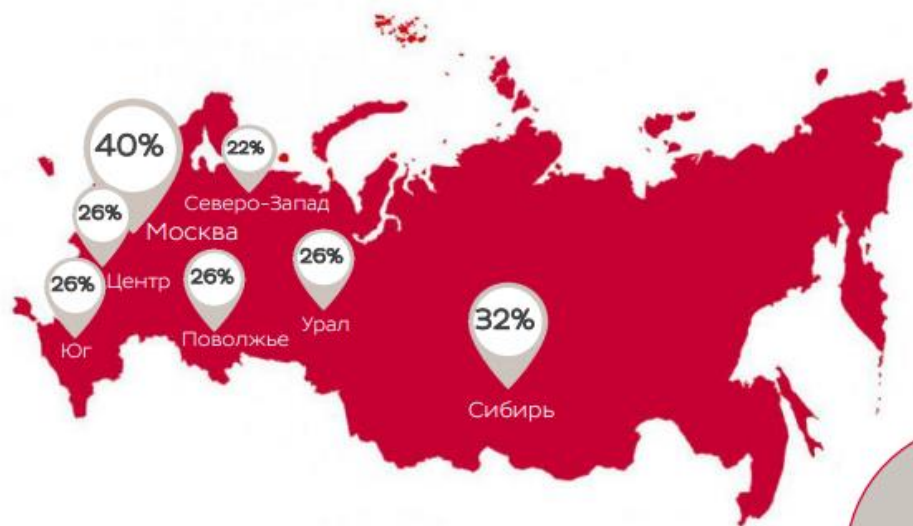 40%
Москва
22%
Северо-Запад
26%
Центр
26%
Юг
26%
Поволжье
26%
Урал
32%
Сибирь